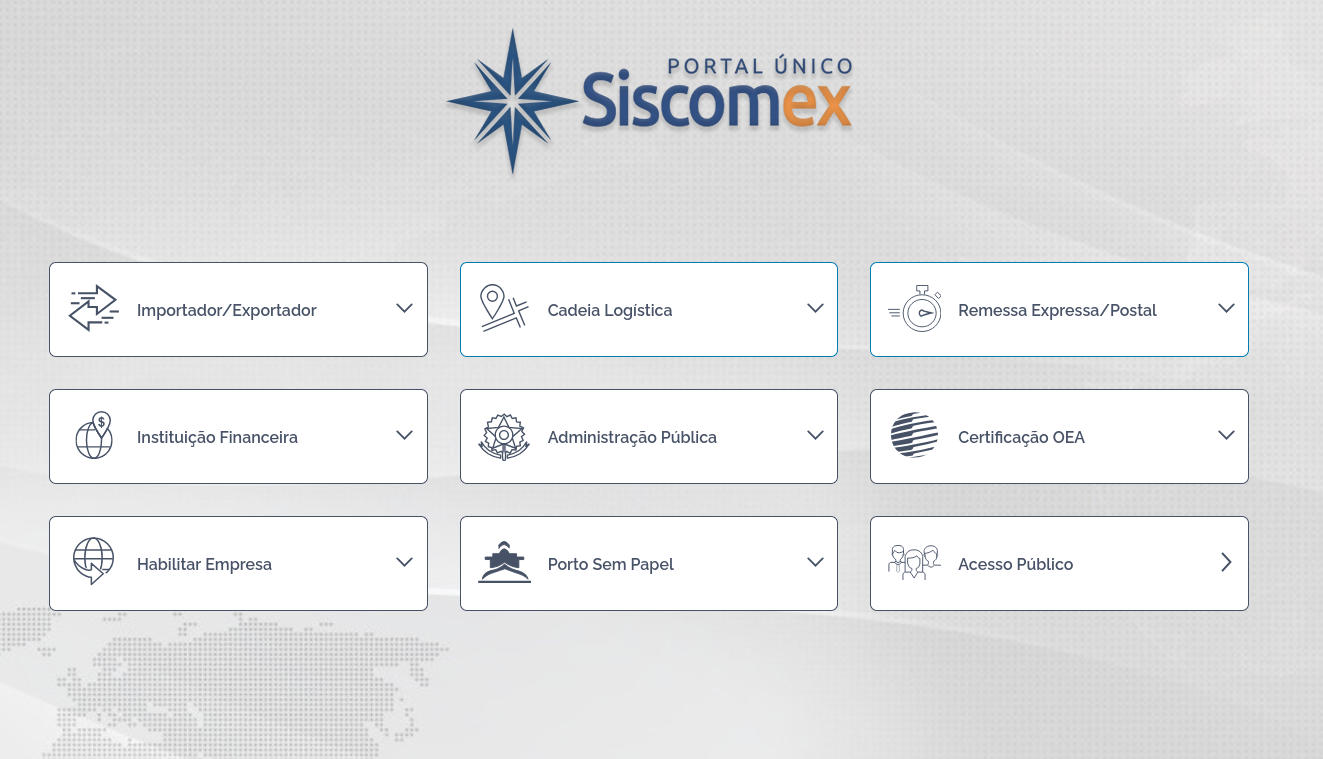 PORTAL ÚNICO
Siscomex
Importador/Exportador
Cadeia Logística
Remessa Expressa/Postal
$
Instituição Financeira
Administração Pública
Certificação OEA
Habilitar Empresa
Porto Sem Papel
Acesso Público